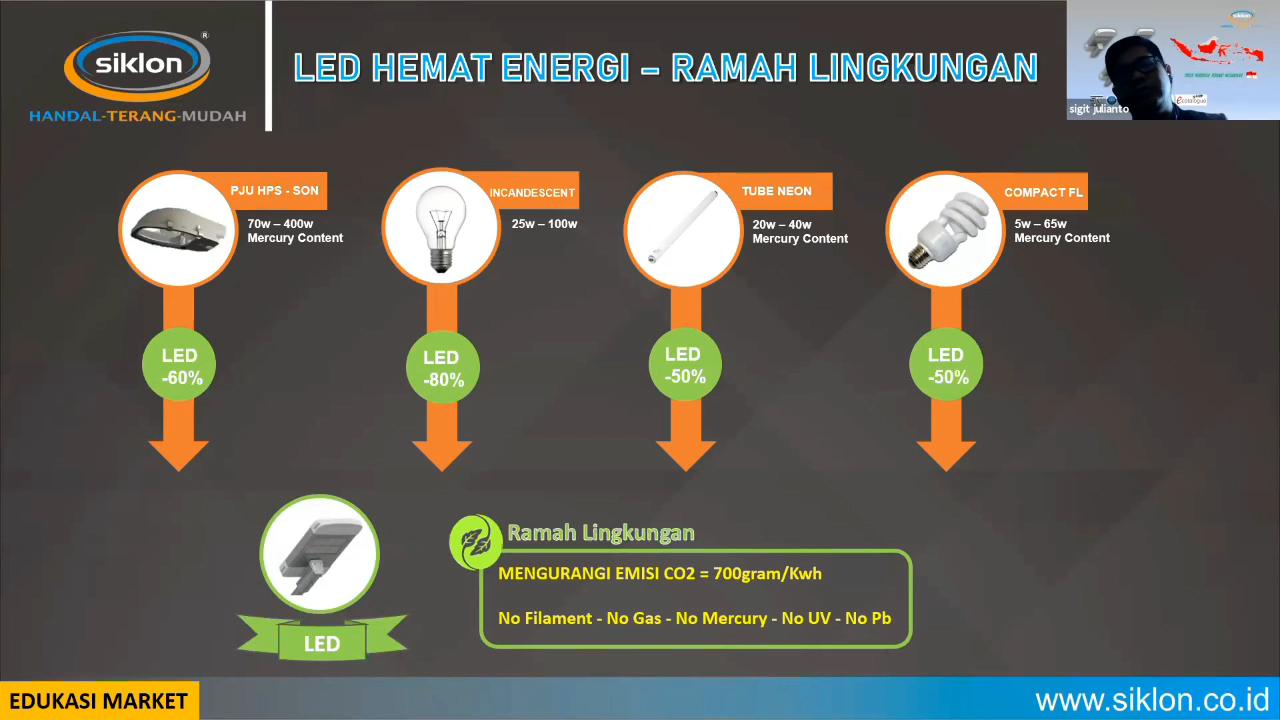 siklon
®
HANDAL-TERANG-MUDAH
LED HEMAT ENERGI – RAMAH LINGKUNGAN
sigit julianto
PJU HPS - SON
70w – 400w
Mercury Content
INCANDESCENT
25w – 100w
TUBE NEON
20w – 40w
Mercury Content
COMPACT FL
5w – 65w
Mercury Content
LED
-60%
LED
-80%
LED
-50%
LED
-50%
LED
Ramah Lingkungan
MENGURANGI EMISI CO2 = 700gram/Kwh
No Filament - No Gas - No Mercury - No UV - No Pb
EDUKASI MARKET
www.siklon.co.id